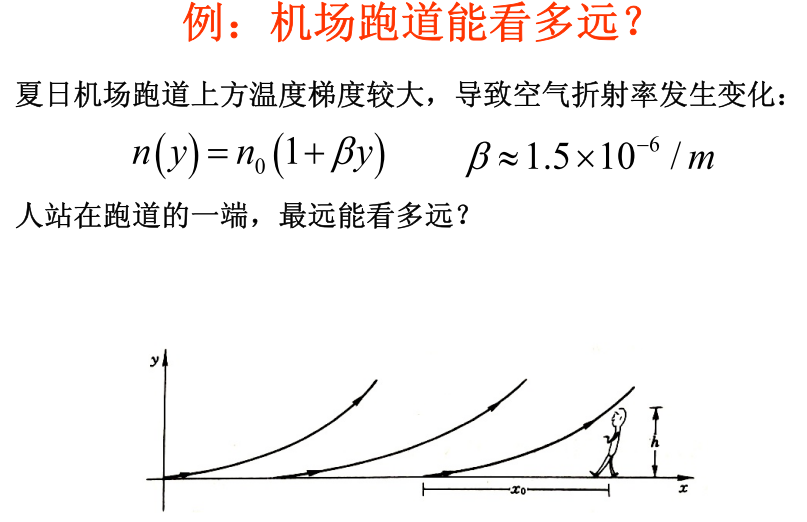 例：机场跑道能看多远？
夏日机场跑道上方温度梯度较大，导致空气折射率发生变化：
n(y) = n₀(1+βy)   β≈1.5×10⁻⁶/m
人站在跑道的一端，最远能看多远？
y
h
x₀
x